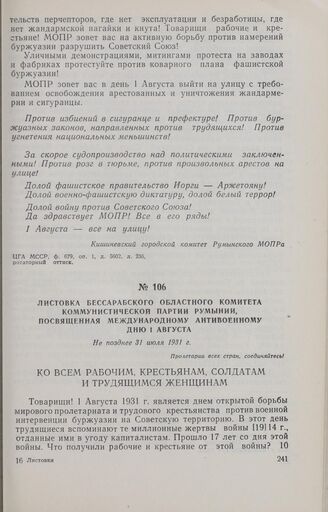 тельств перчепторов, где нет эксплуатации и безработицы, где
нет жандармской нагайки и кнута! Товарищи рабочие и кре-
стьяне! МОПР зовет вас на активную борьбу против намерений
буржуазии разрушить Советский Союз!
Уличными демонстрациями, митингами протеста на заводах
и фабриках протестуйте против коварного плана фашистской
буржуазии!
МОПР зовет вас в день 1 Августа выйти на улицу с требо-
ванием освобождения арестованных и уничтожения жандарме-
рии и сигуранцы.
Против избиений в сигуранце и префектуре! Против бур-
жуазных законов, направленных против трудящихся! Против
угнетения национальных меньшинств!
За скорое судопроизводство над политическими заключен-
ными! Против розг в тюрьме, против произвольных арестов на
улице!
Долой фашистское правительство Иорги — Аржетояну!
Долой военно-фашистскую диктатуру, долой белый террор!
Долой войну против Советского Союза!
Да здравствует МОПР! Все в его ряды!
1 Августа — все на улицу!
Кишиневский городской комитет Румынского МОПРа
ЦГА МССР, ф. 679, оп. 1, д. 5602, л. 236,
ротаторный оттиск.
№ 106
ЛИСТОВКА БЕССАРАБСКОГО ОБЛАСТНОГО КОМИТЕТА
КОММУНИСТИЧЕСКОЙ ПАРТИИ РУМЫНИИ,
ПОСВЯЩЕННАЯ МЕЖДУНАРОДНОМУ АНТИВОЕННОМУ
ДНЮ 1 АВГУСТА
Не позднее 31 июля 1931 г.
Пролетарии всех стран, соединяйтесь!
КО ВСЕМ РАБОЧИМ, КРЕСТЬЯНАМ, СОЛДАТАМ
И ТРУДЯЩИМСЯ ЖЕНЩИНАМ
Товарищи! 1 Августа 1931 г. является днем открытой борьбы
мирового пролетариата и трудового крестьянства против военной
интервенции буржуазии на Советскую территорию. В этот день
трудящиеся вспоминают те миллионные жертвы войны 1191 14 г.,
отданные ими в угоду капиталистам. Прошло 17 лет со дня этой
войны. Что получили рабочие и крестьяне от этой войны? 10
16 Листовки
241